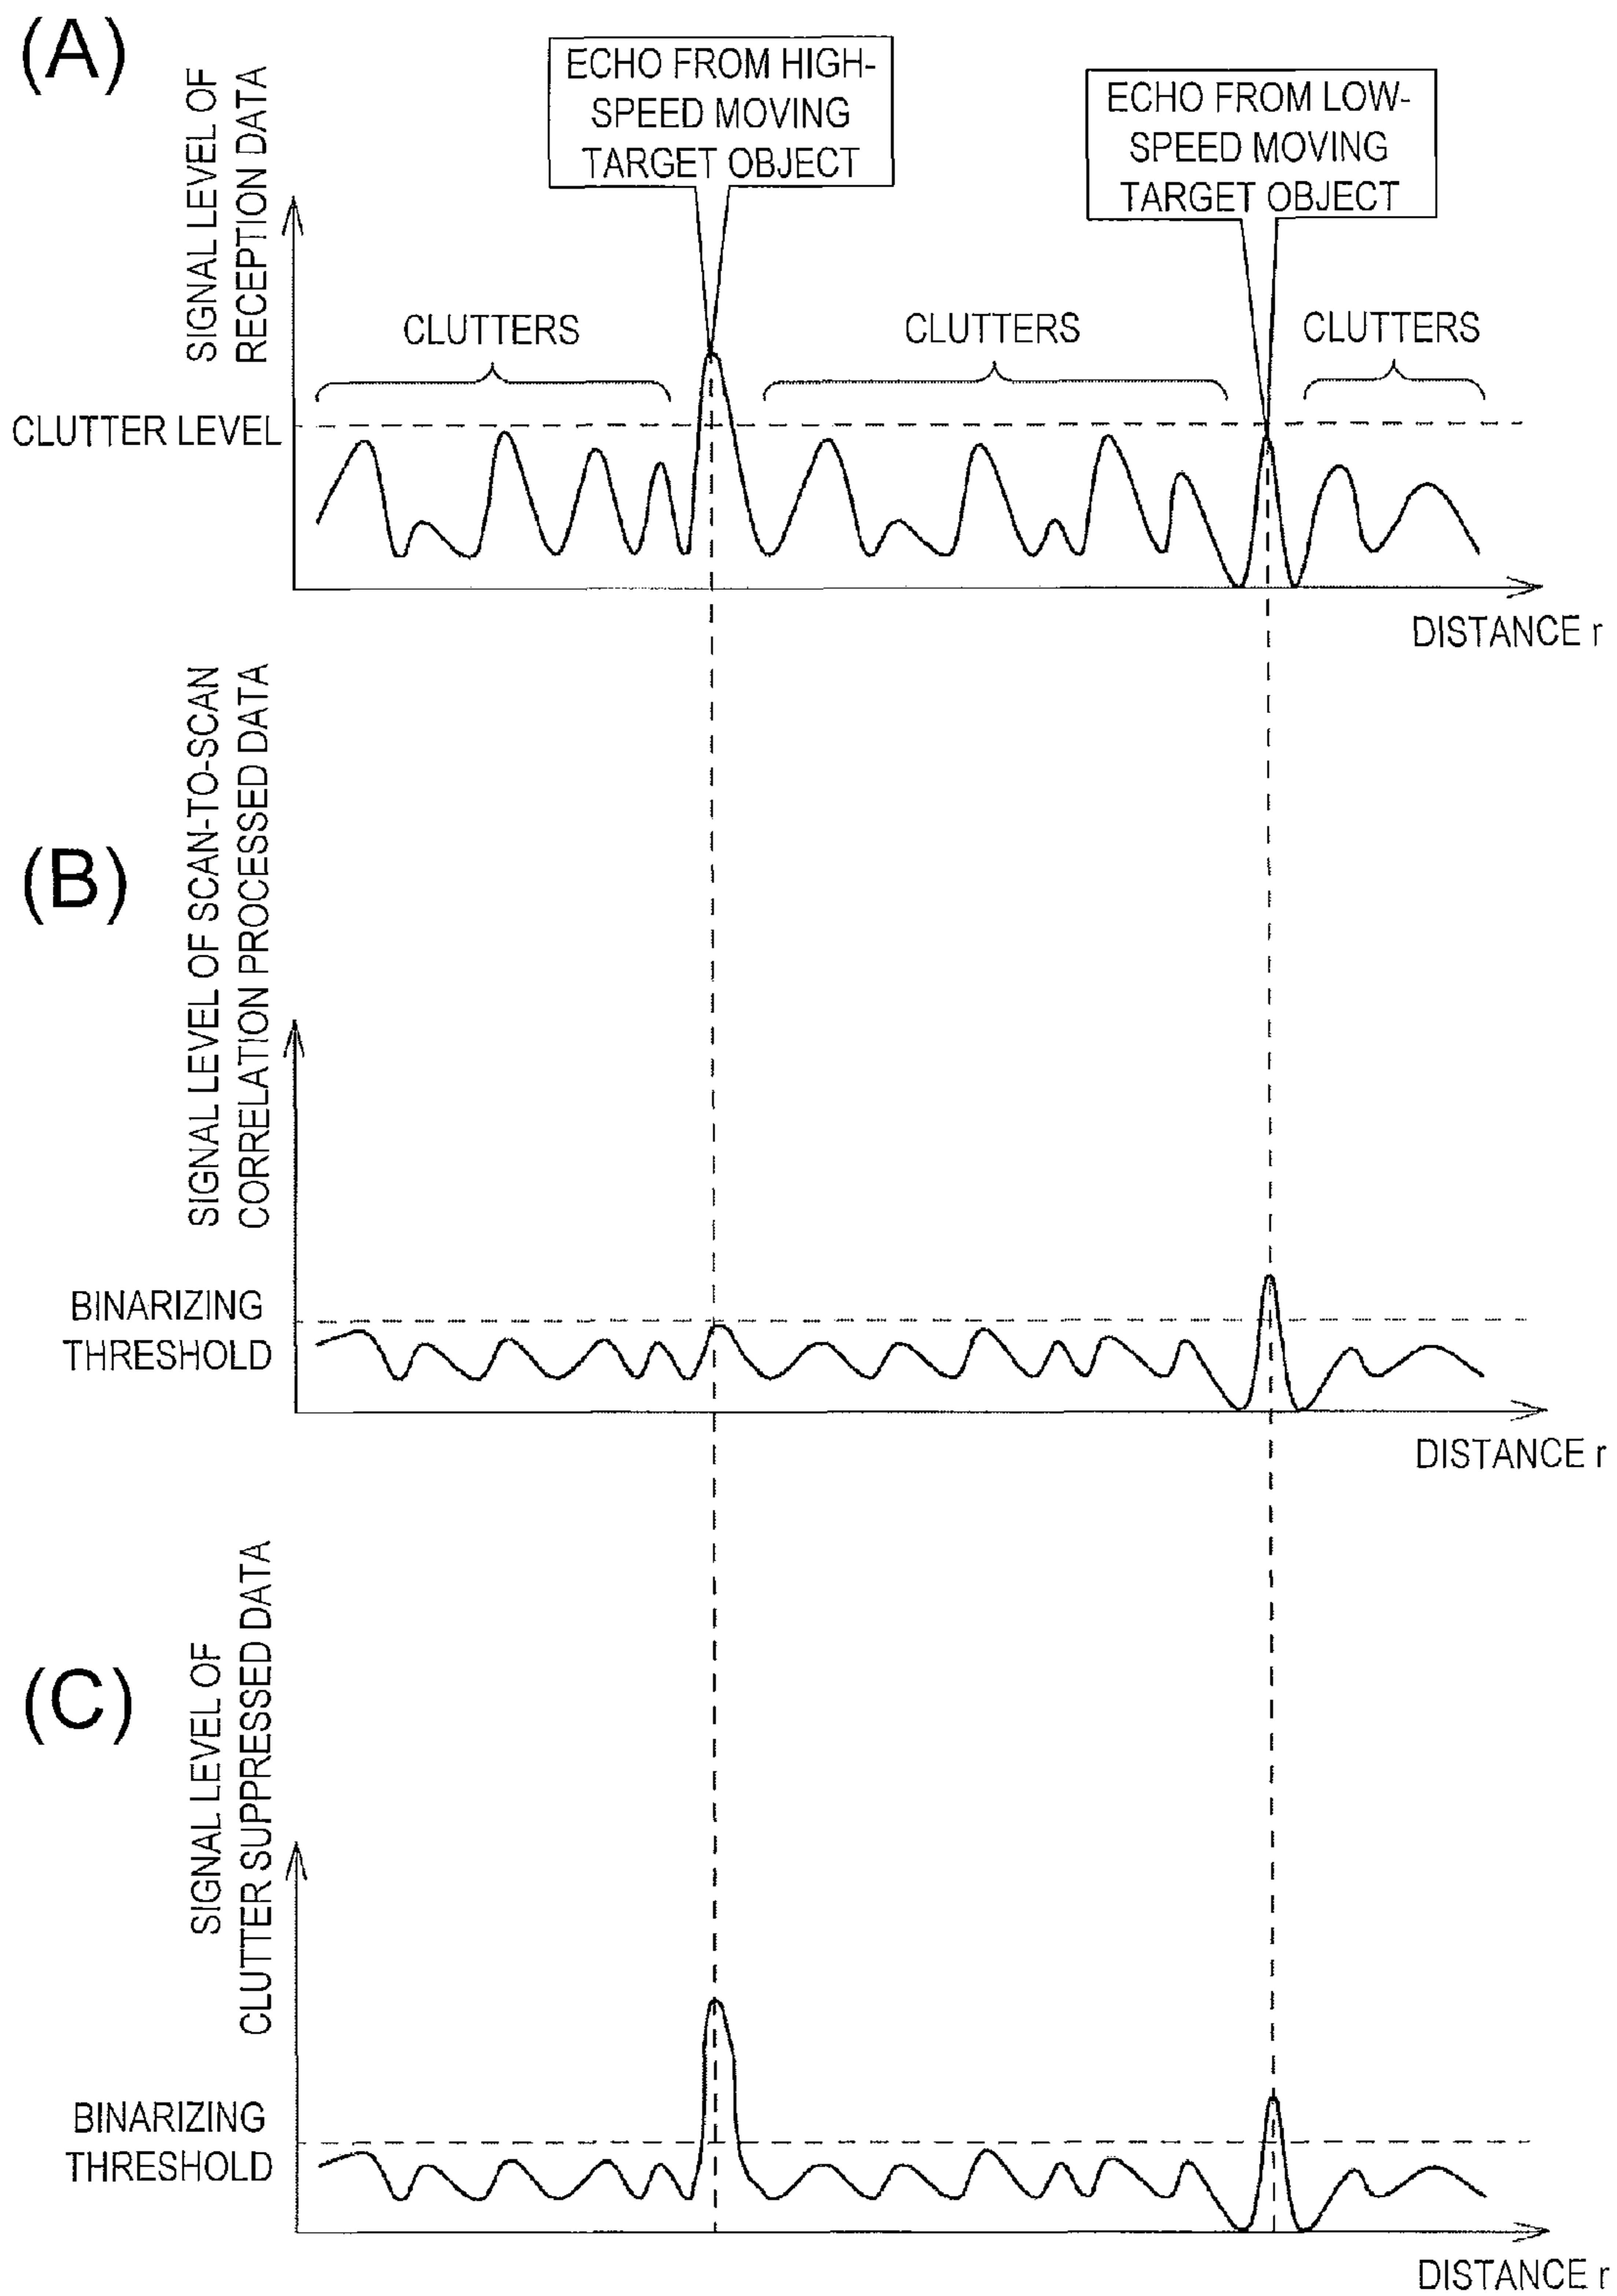 (A)
SIGNAL LEVEL OF
RECEPTION DATA
ECHO FROM HIGH-
SPEED MOVING
TARGET OBJECT
ECHO FROM LOW-
SPEED MOVING
TARGET OBJECT
CLUTTERS
CLUTTERS
CLUTTERS
CLUTTER LEVEL
DISTANCE r
(B)
SIGNAL LEVEL OF SCAN-TO-SCAN
CORRELATION PROCESSED DATA
BINARIZING
THRESHOLD
DISTANCE r
(C)
SIGNAL LEVEL OF
CLUTTER SUPPRESSED DATA
BINARIZING
THRESHOLD
DISTANCE r